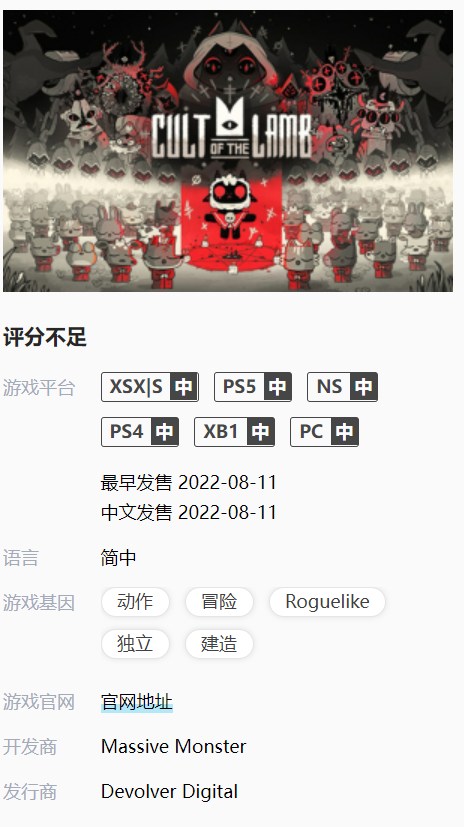 CULT OF THE LAMB
评分不足
游戏平台 XSX|S 中 PS5 中 NS 中
PS4 中 XB1 中 PC 中
最早发售 2022-08-11
中文发售 2022-08-11
语言 简中
游戏基因 动作 冒险 Roguelike
独立 建造
游戏官网 官网地址
开发商 Massive Monster
发行商 Devolver Digital